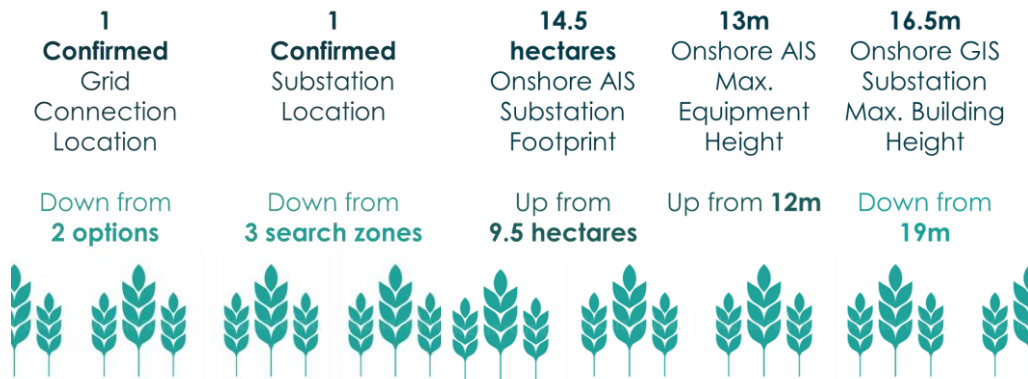 1
Confirmed
Grid
Connection
Location
Down from
2 options
1
Confirmed
Substation
Location
Down from
3 search zones
14.5
hectares
Onshore AIS
Substation
Footprint
Up from
9.5 hectares
13m
Onshore AIS
Max.
Equipment
Height
Up from 12m
16.5m
Onshore GIS
Substation
Max. Building
Height
Down from
19m